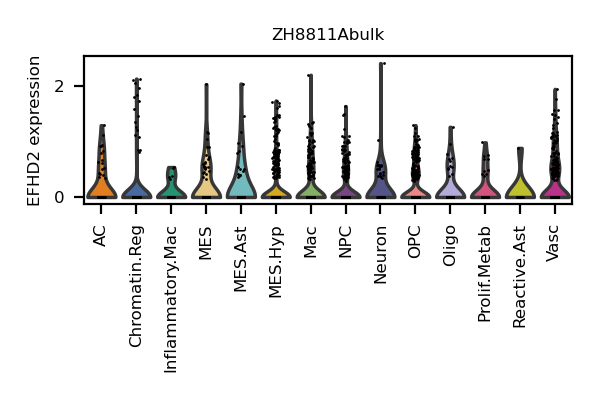 ZH8811Abulk
EFHD2 expression
2
0
AC
Chromatin.Reg
Inflammatory.Mac
MES
MES.Ast
MES.Hyp
Mac
NPC
Neuron
OPC
Oligo
Prolif.Metab
Reactive.Ast
Vasc